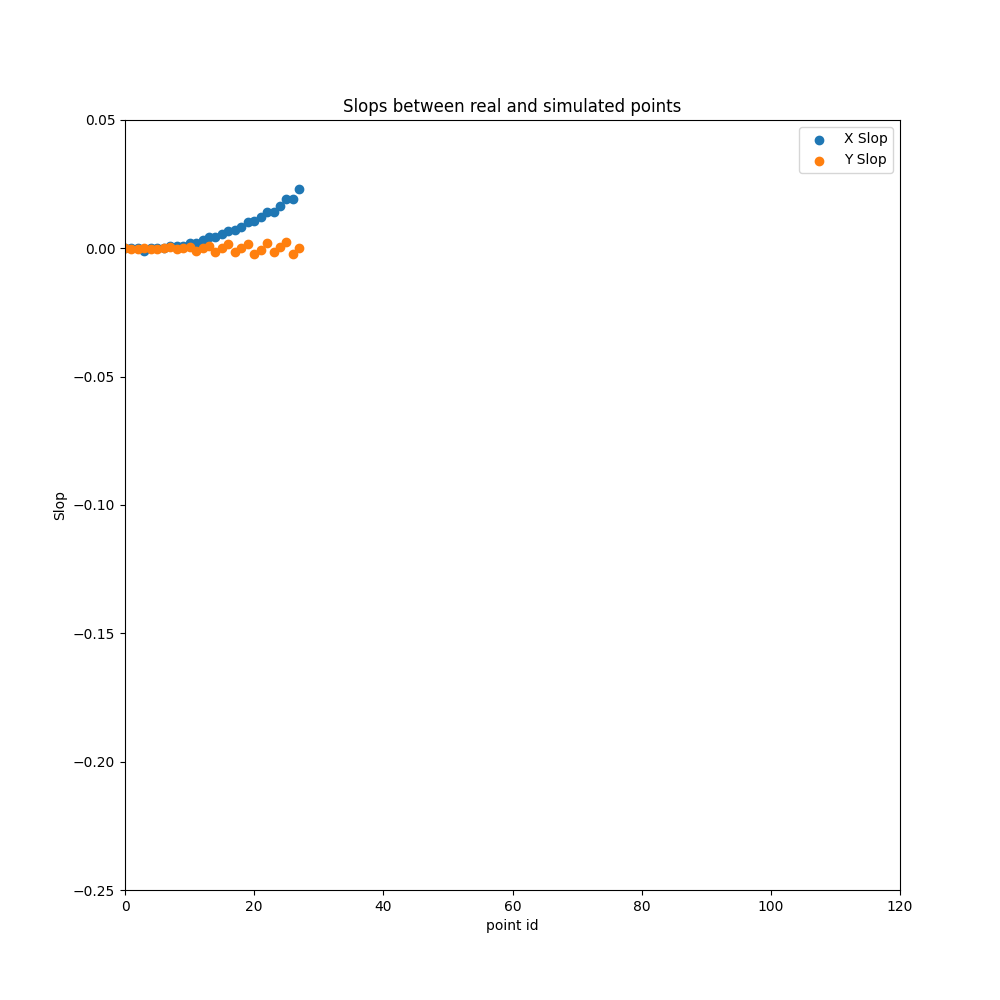 Slops between real and simulated points
X Slop
Y Slop
0.05
0.00
−0.05
−0.10
−0.15
−0.20
−0.25
Slop
0 20 40 60 80 100 120
point id